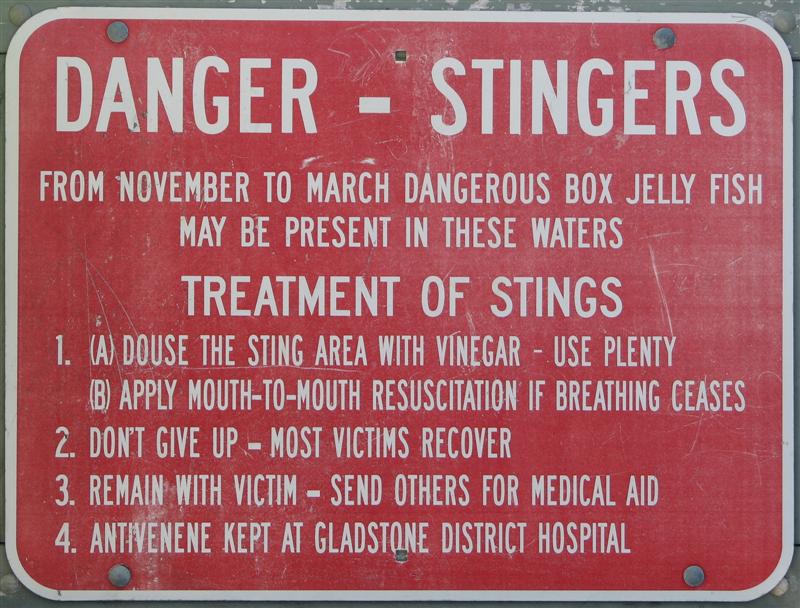 DANGER - STINGERS
FROM NOVEMBER TO MARCH DANGEROUS BOX JELLY FISH
MAY BE PRESENT IN THESE WATERS
TREATMENT OF STINGS
1. (A) DOUSE THE STING AREA WITH VINEGAR - USE PLENTY
(B) APPLY MOUTH-TO-MOUTH RESUSCITATION IF BREATHING CEASES
2. DON'T GIVE UP - MOST VICTIMS RECOVER
3. REMAIN WITH VICTIM - SEND OTHERS FOR MEDICAL AID
4. ANTIVENENE KEPT AT GLADSTONE DISTRICT HOSPITAL